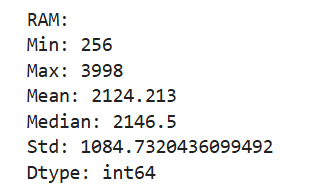 RAM:
Min: 256
Max: 3998
Mean: 2124.213
Median: 2146.5
Std: 1084.7320436099492
Dtype: int64